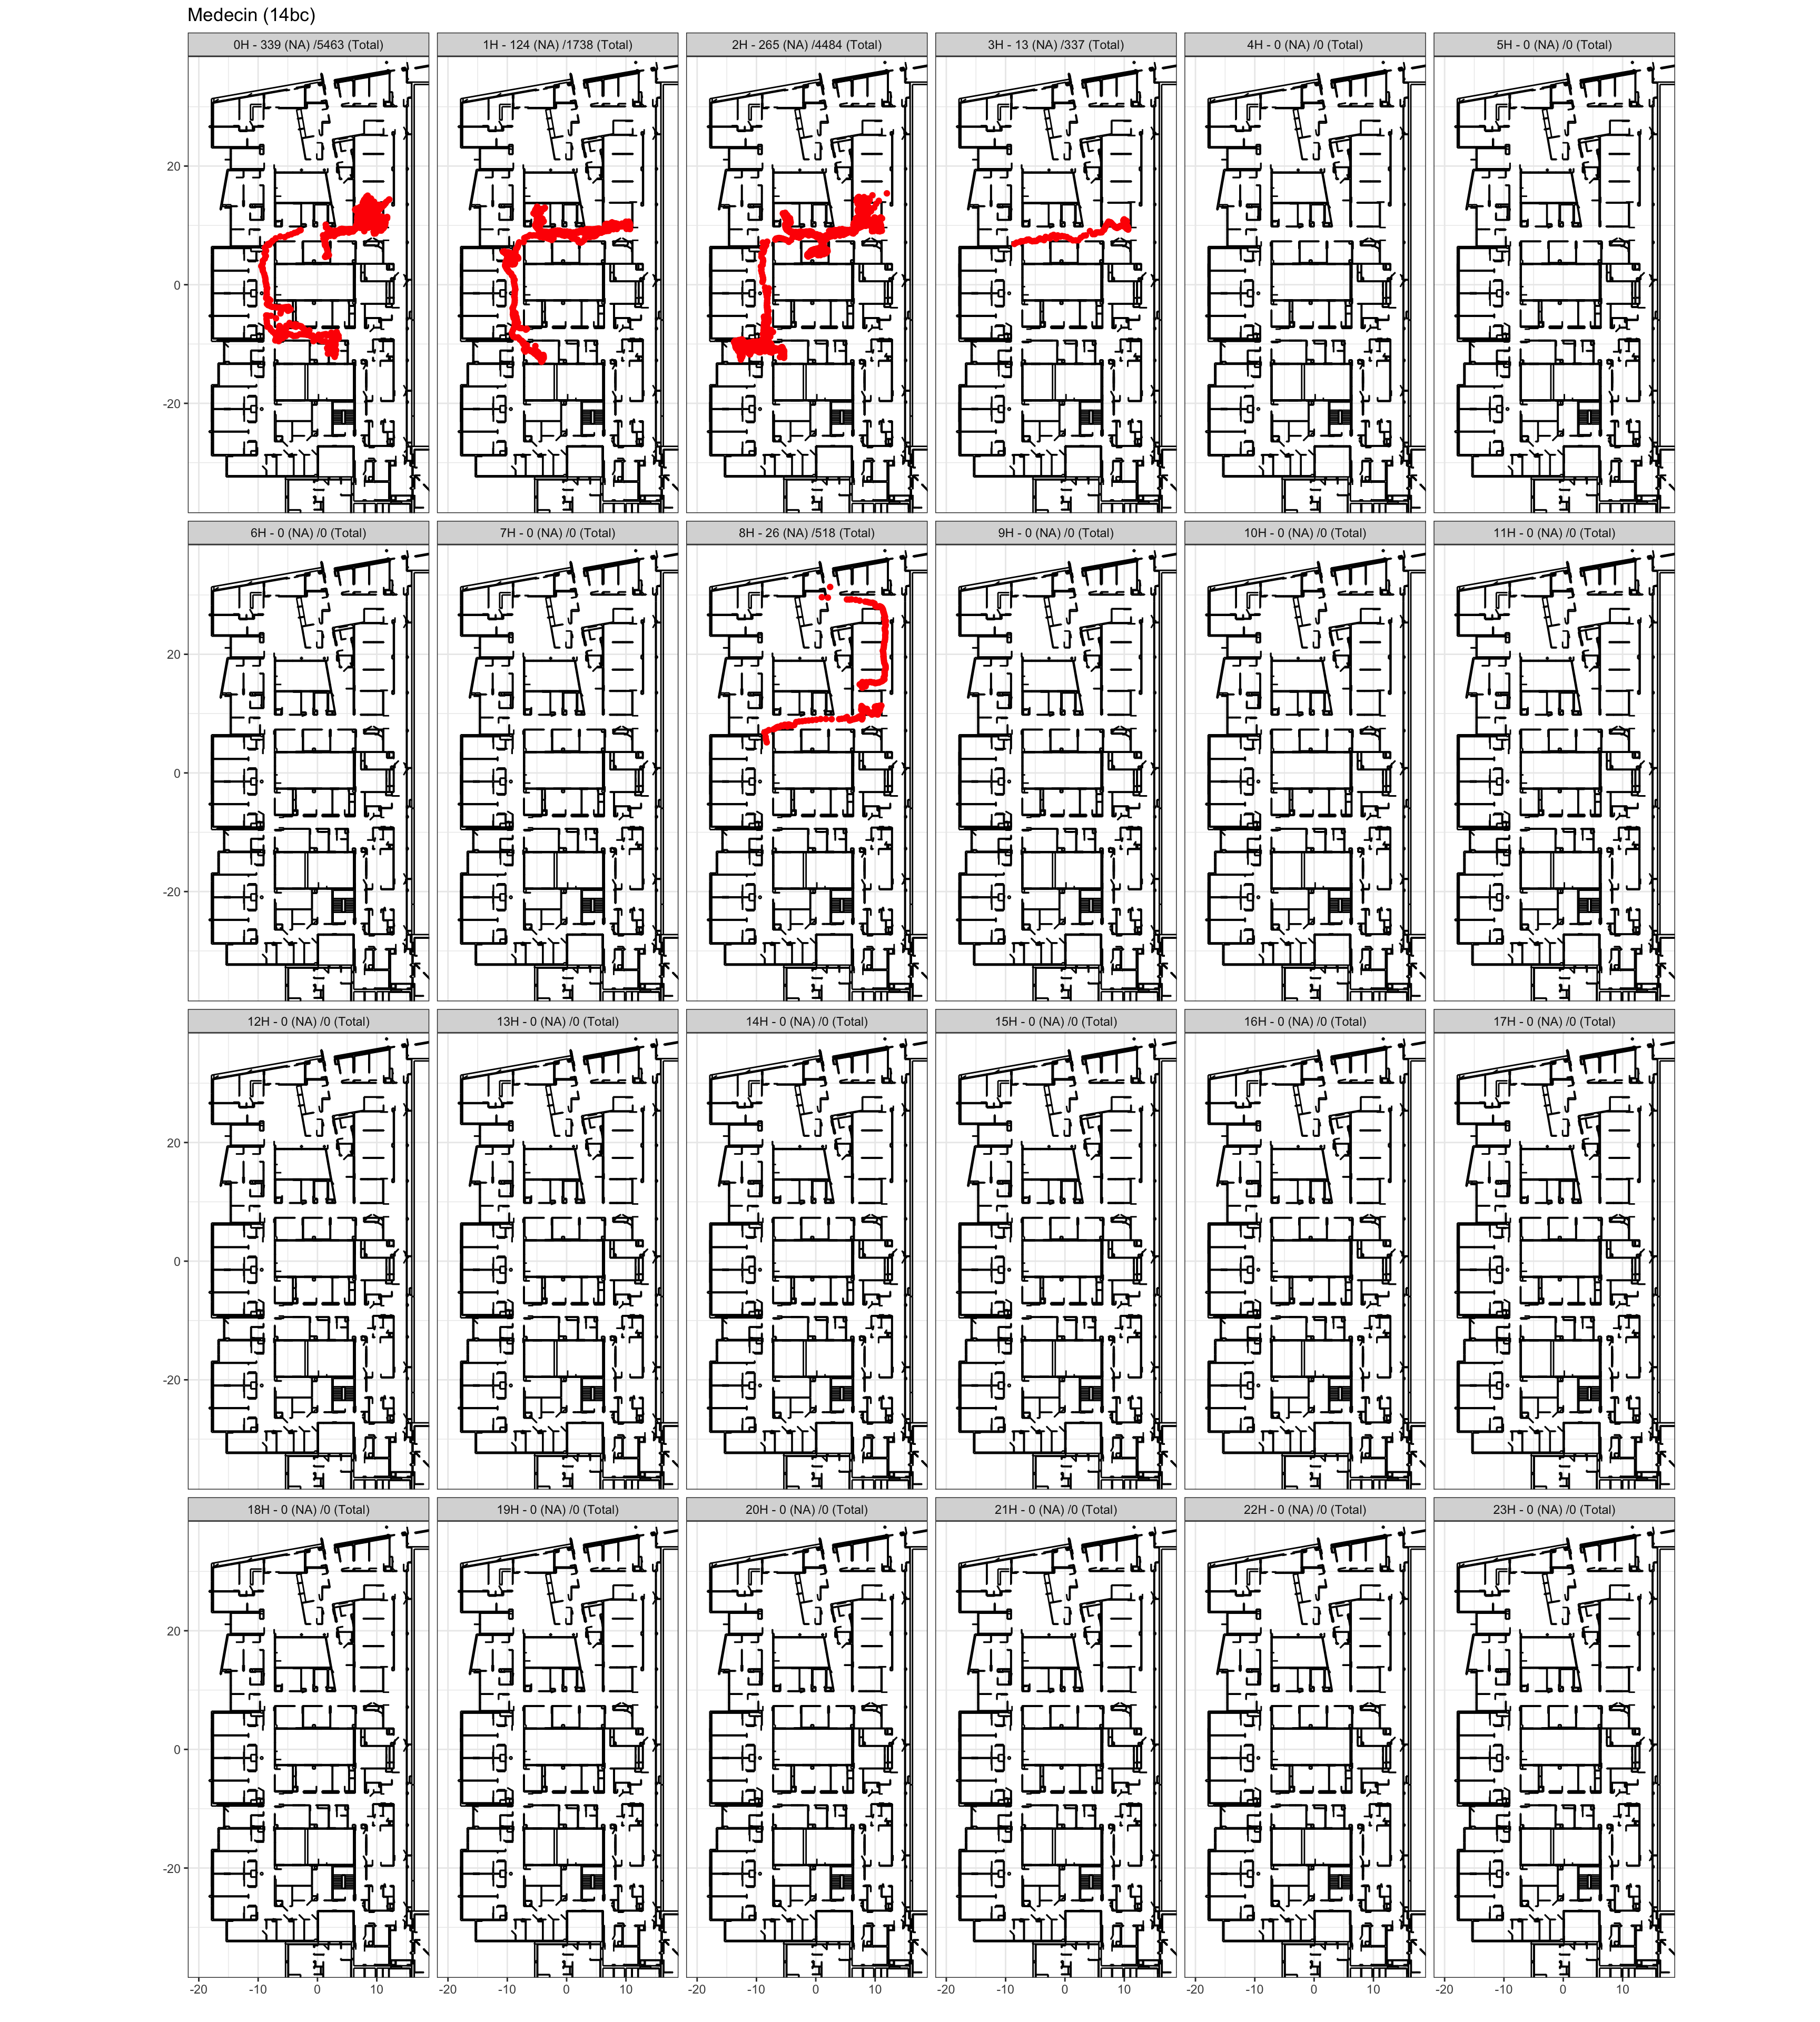 Medecin (14bc)
0H - 339 (NA) /5463 (Total)
1H - 124 (NA) /1738 (Total)
2H - 265 (NA) /4484 (Total)
3H - 13 (NA) /337 (Total)
4H - 0 (NA) /0 (Total)
5H - 0 (NA) /0 (Total)
20
0
-20
6H - 0 (NA) /0 (Total)
7H - 0 (NA) /0 (Total)
8H - 26 (NA) /518 (Total)
9H - 0 (NA) /0 (Total)
10H - 0 (NA) /0 (Total)
11H - 0 (NA) /0 (Total)
20
0
-20
12H - 0 (NA) /0 (Total)
13H - 0 (NA) /0 (Total)
14H - 0 (NA) /0 (Total)
15H - 0 (NA) /0 (Total)
16H - 0 (NA) /0 (Total)
17H - 0 (NA) /0 (Total)
20
0
-20
18H - 0 (NA) /0 (Total)
19H - 0 (NA) /0 (Total)
20H - 0 (NA) /0 (Total)
21H - 0 (NA) /0 (Total)
22H - 0 (NA) /0 (Total)
23H - 0 (NA) /0 (Total)
20
0
-20
-20 -10 0 10
-20 -10 0 10
-20 -10 0 10
-20 -10 0 10
-20 -10 0 10
-20 -10 0 10